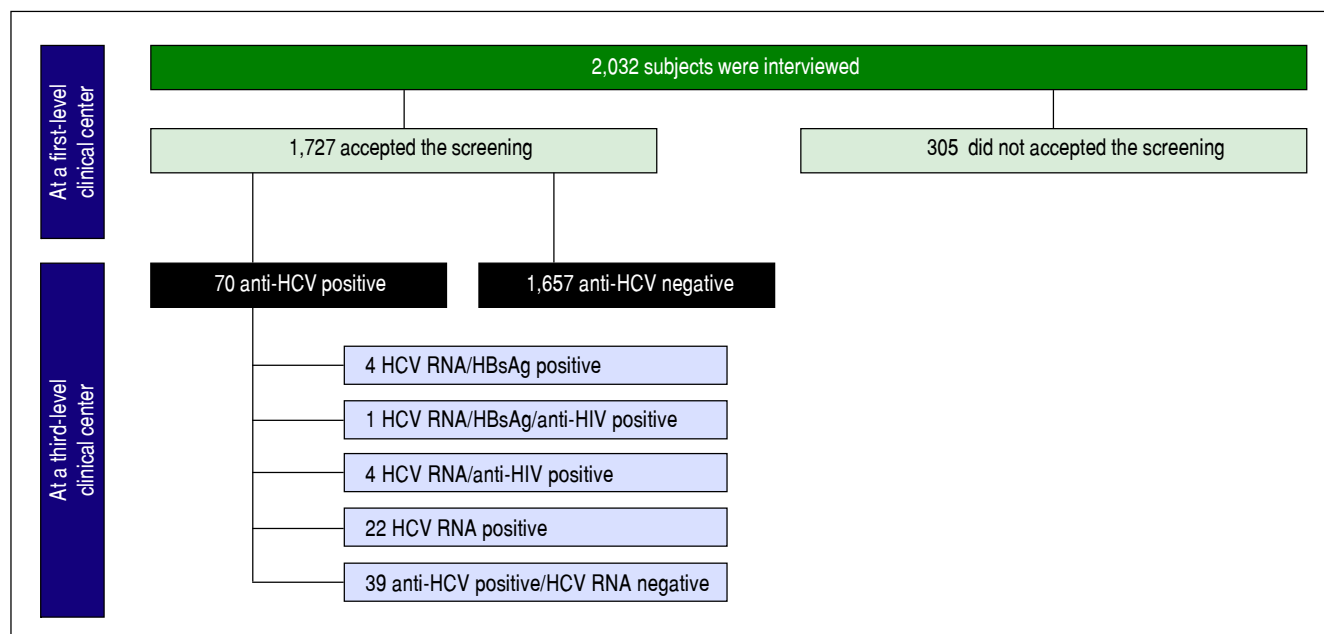 At a first-level
clinical center
2,032 subjects were interviewed
1,727 accepted the screening
305 did not accepted the screening
At a third-level
clinical center
70 anti-HCV positive
1,657 anti-HCV negative
4 HCV RNA/HBsAg positive
1 HCV RNA/HBsAg/anti-HIV positive
4 HCV RNA/anti-HIV positive
22 HCV RNA positive
39 anti-HCV positive/HCV RNA negative